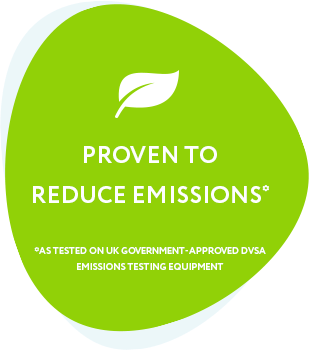 PROVEN TO
REDUCE EMISSIONS°
°AS TESTED ON UK GOVERNMENT-APPROVED DVSA
EMISSIONS TESTING EQUIPMENT